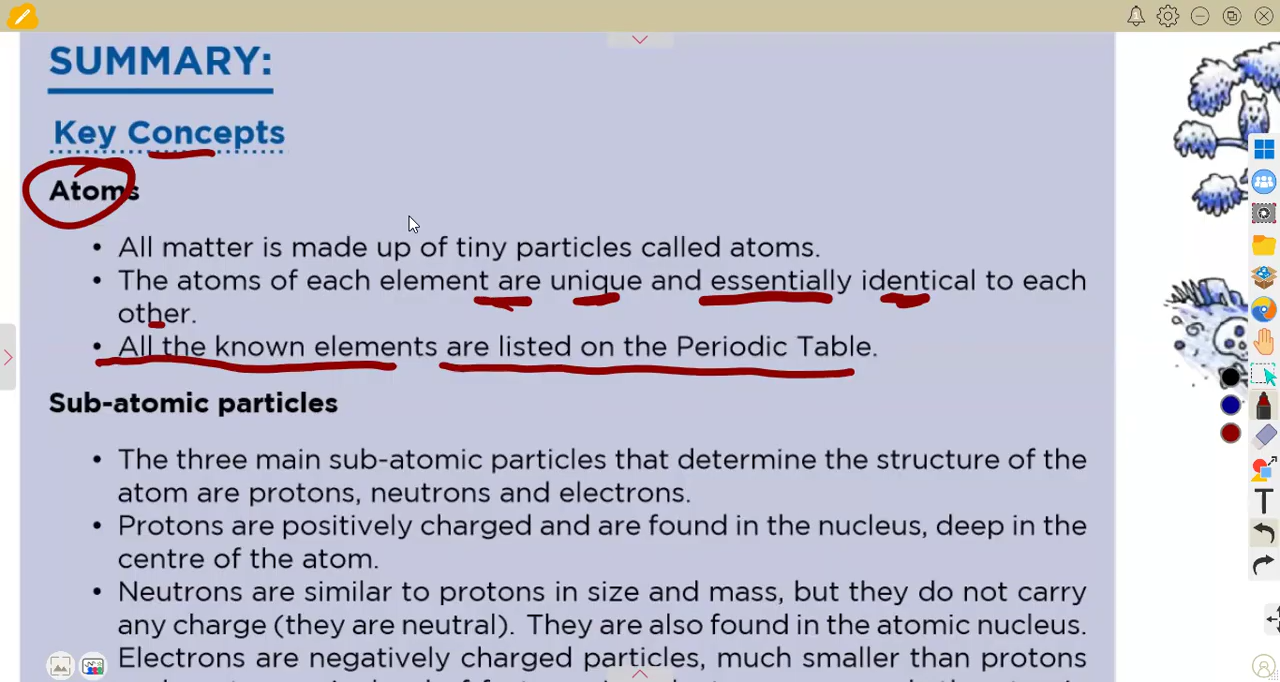 SUMMARY:
Key Concepts
Atoms
• All matter is made up of tiny particles called atoms.
• The atoms of each element are unique and essentially identical to each
other.
• All the known elements are listed on the Periodic Table.
Sub-atomic particles
• The three main sub-atomic particles that determine the structure of the
atom are protons, neutrons and electrons.
• Protons are positively charged and are found in the nucleus, deep in the
centre of the atom.
• Neutrons are similar to protons in size and mass, but they do not carry
any charge (they are neutral). They are also found in the atomic nucleus.
Electrons are negatively charged particles, much smaller than protons